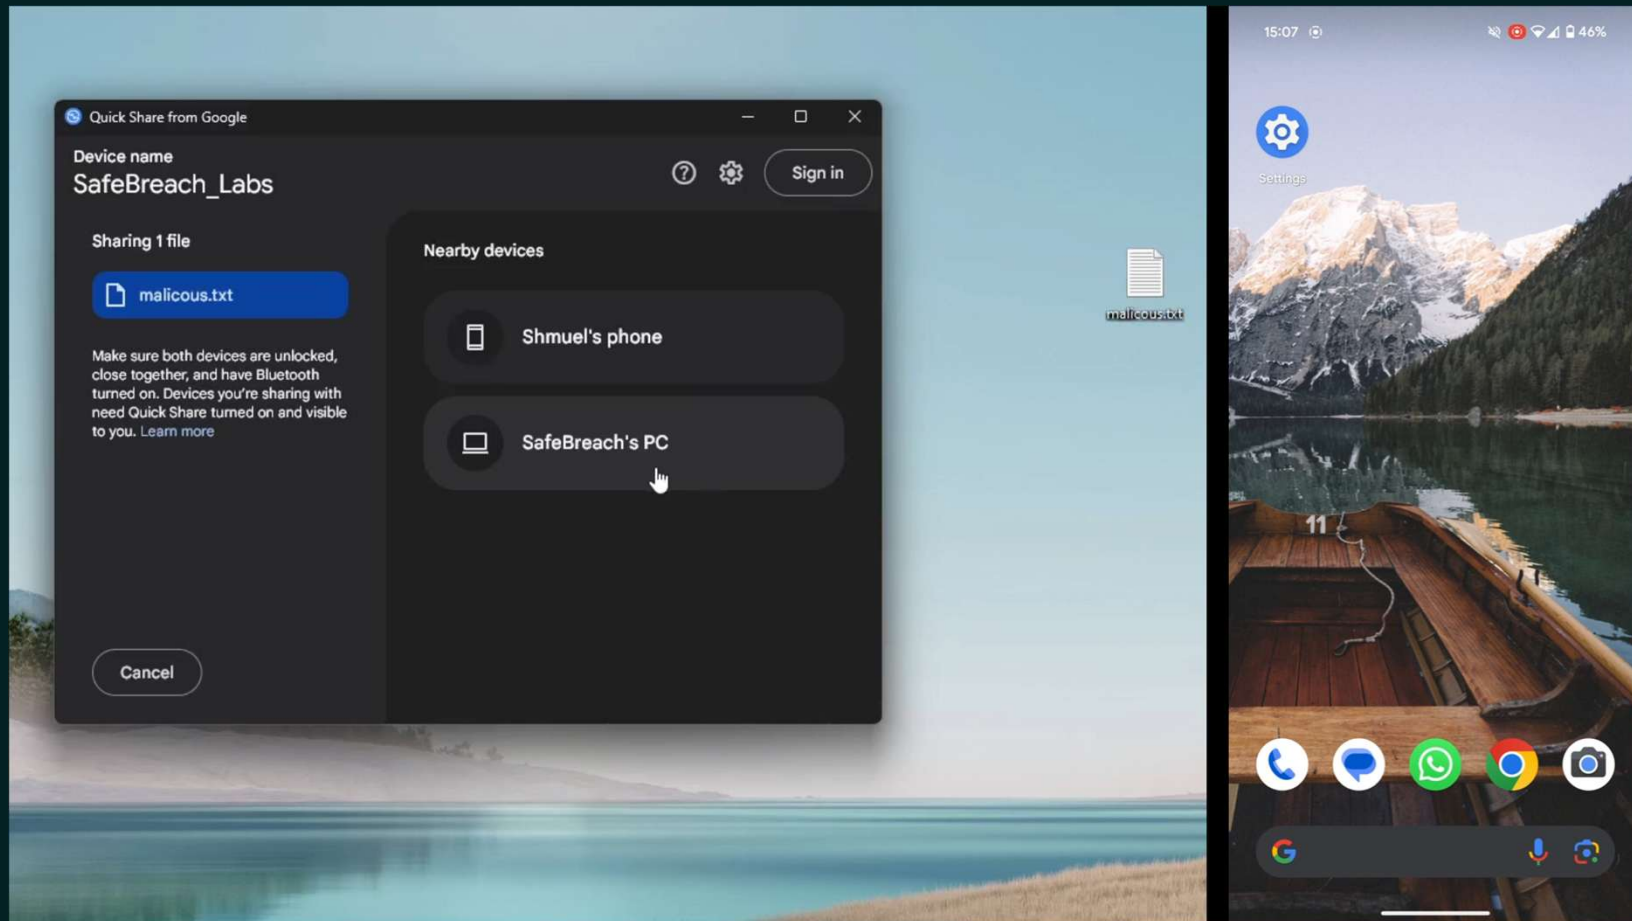 Quick Share from Google
Device name
SafeBreach_Labs
Sign in
Sharing 1 file
malicous.txt
Make sure both devices are unlocked,
close together, and have Bluetooth
turned on. Devices you're sharing with
need Quick Share turned on and visible
to you. Learn more
Cancel
Nearby devices
Shmuel's phone
SafeBreach's PC
malicous.txt
15:07
46%
Settings
11